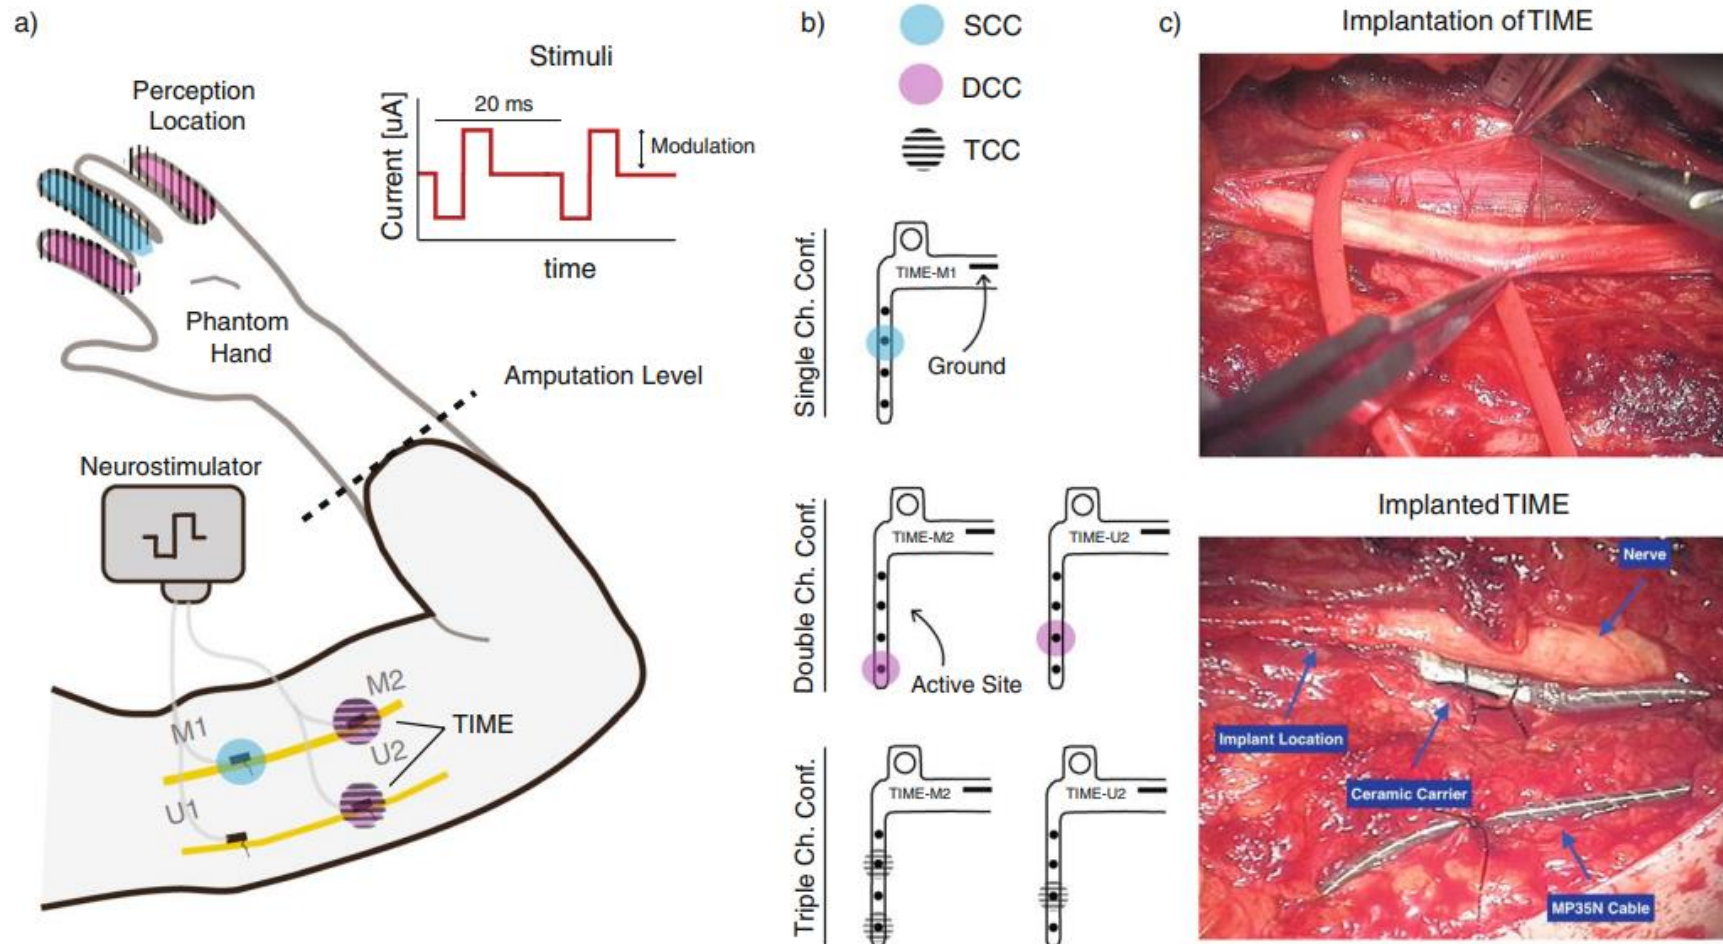 a)
Perception
Location
Stimuli
Current [uA]
20 ms
Modulation
time
Phantom
Hand
Amputation Level
Neurostimulator
M1
M2
U1
U2
TIME
b)
SCC
DCC
TCC
Single Ch. Conf.
TIME-M1
Ground
Double Ch. Conf.
TIME-M2
TIME-U2
Active Site
Triple Ch. Conf.
TIME-M2
TIME-U2
c)
Implantation of TIME
Implanted TIME
Nerve
Implant Location
Ceramic Carrier
MP35N Cable